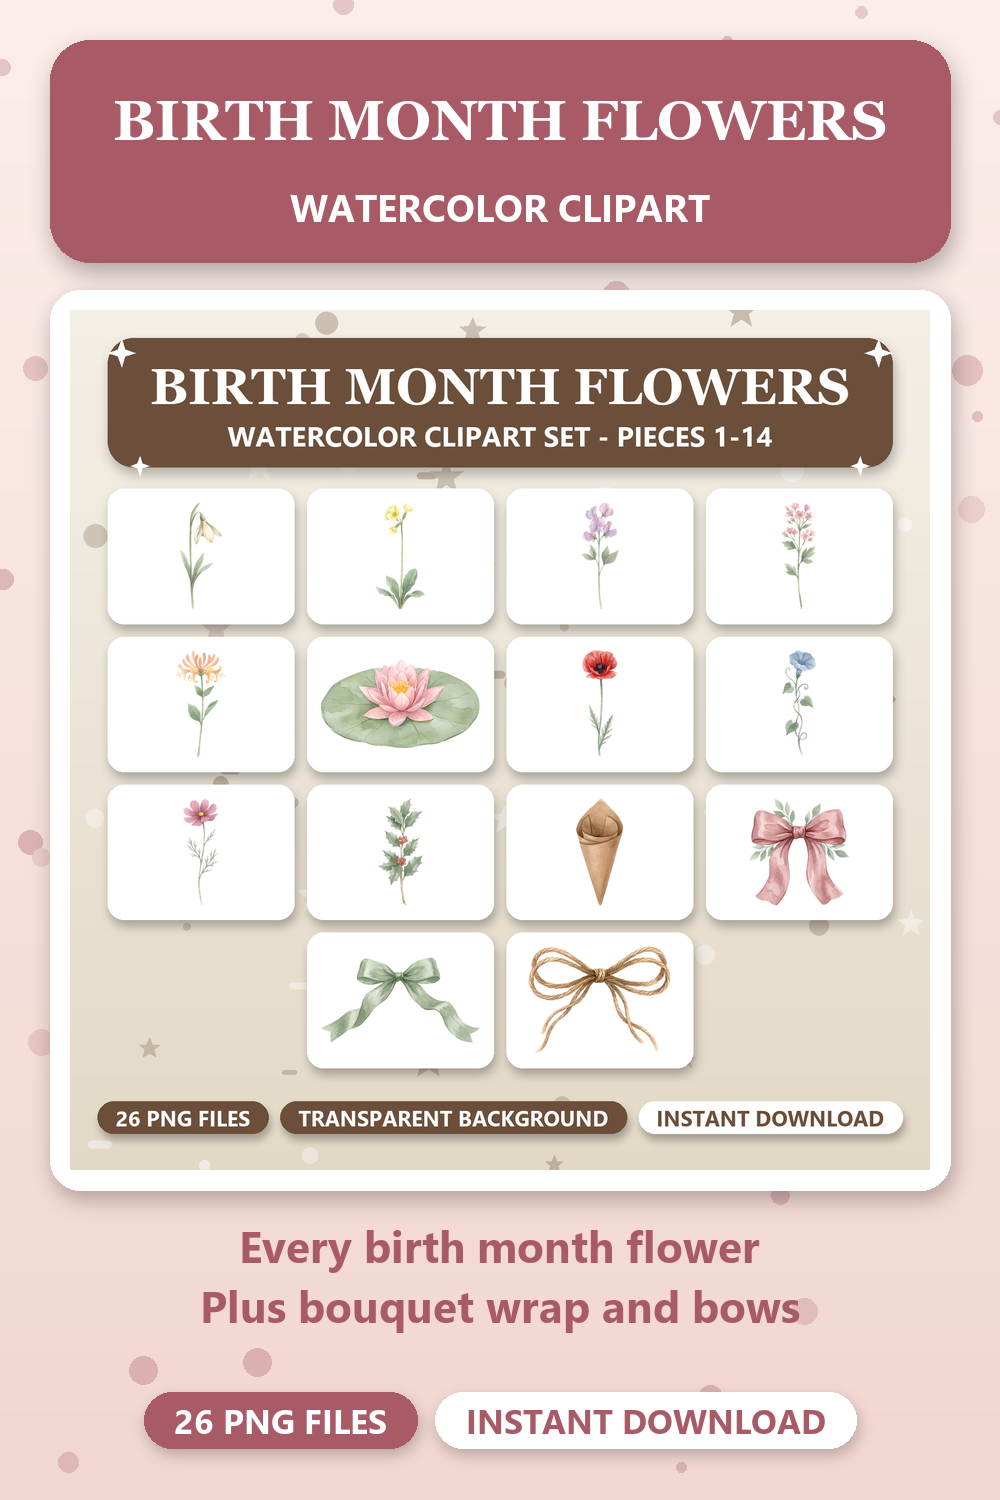 BIRTH MONTH FLOWERS
WATERCOLOR CLIPART
BIRTH MONTH FLOWERS
WATERCOLOR CLIPART SET - PIECES 1-14
26 PNG FILES
TRANSPARENT BACKGROUND
INSTANT DOWNLOAD
Every birth month flower
Plus bouquet wrap and bows
26 PNG FILES
INSTANT DOWNLOAD